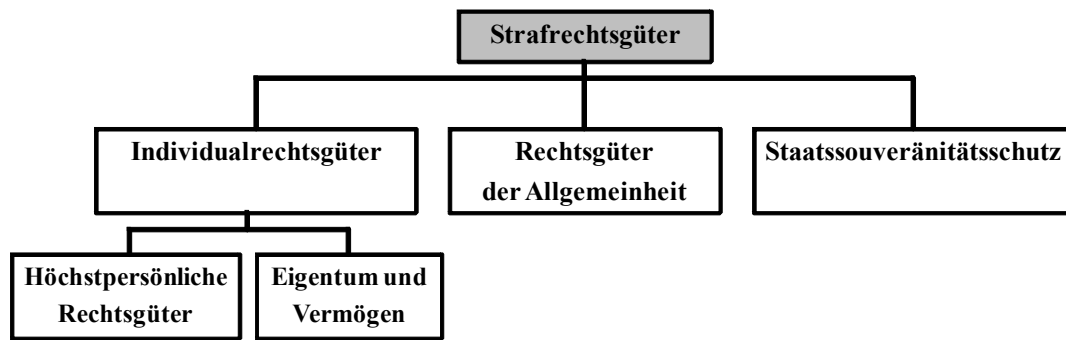 Strafrechtsgüter
Individualrechtsgüter
Rechtsgüter
der Allgemeinheit
Staatssouveränitätsschutz
Höchstpersönliche
Rechtsgüter
Eigentum und
Vermögen